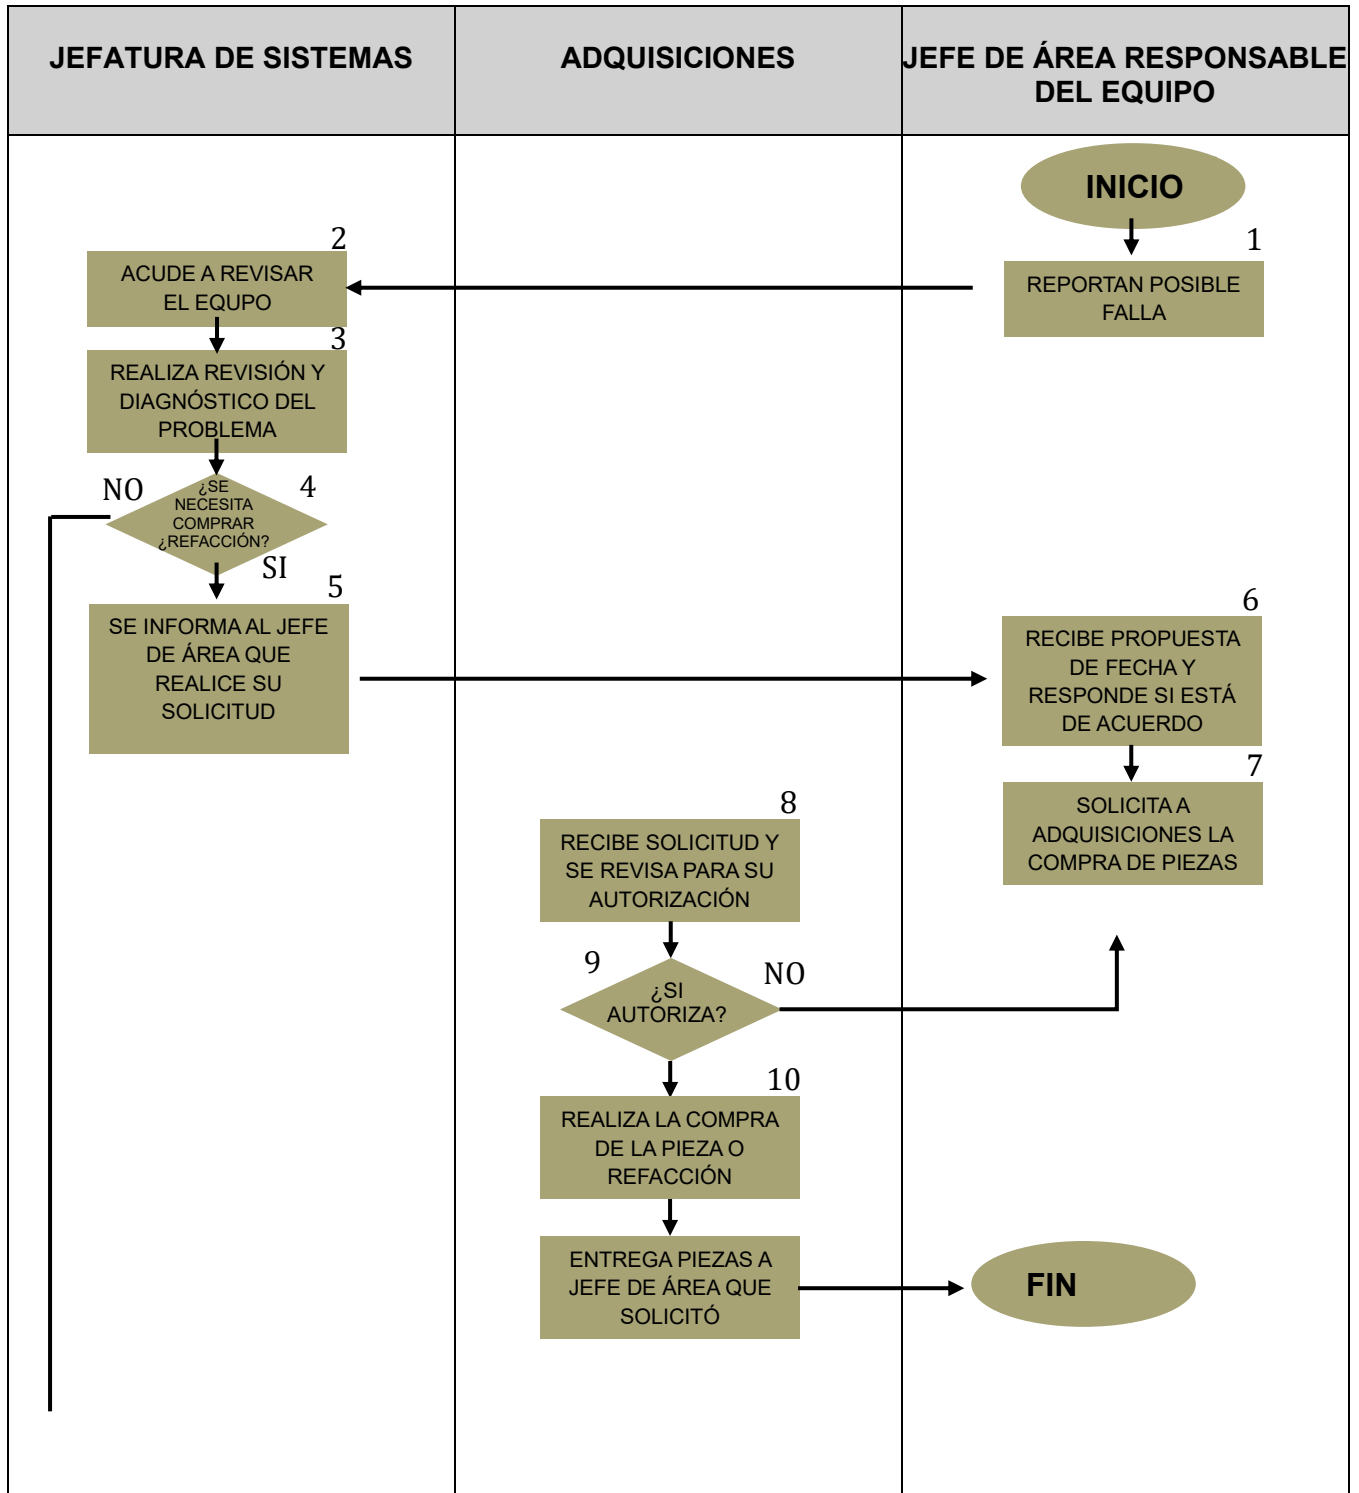 JEFATURA DE SISTEMAS
ADQUISICIONES
JEFE DE ÁREA RESPONSABLE
DEL EQUIPO
INICIO
1
REPORTAN POSIBLE
FALLA
2
ACUDE A REVISAR
EL EQUPO
3
REALIZA REVISIÓN Y
DIAGNÓSTICO DEL
PROBLEMA
NO
4
¿SE
NECESITA
COMPRAR
¿REFACCIÓN?
SI
5
SE INFORMA AL JEFE
DE ÁREA QUE
REALICE SU
SOLICITUD
6
RECIBE PROPUESTA
DE FECHA Y
RESPONDE SI ESTÁ
DE ACUERDO
7
SOLICITA A
ADQUISICIONES LA
COMPRA DE PIEZAS
8
RECIBE SOLICITUD Y
SE REVISA PARA SU
AUTORIZACIÓN
9
¿SI
AUTORIZA?
NO
10
REALIZA LA COMPRA
DE LA PIEZA O
REFACCIÓN
ENTREGA PIEZAS A
JEFE DE ÁREA QUE
SOLICITÓ
FIN